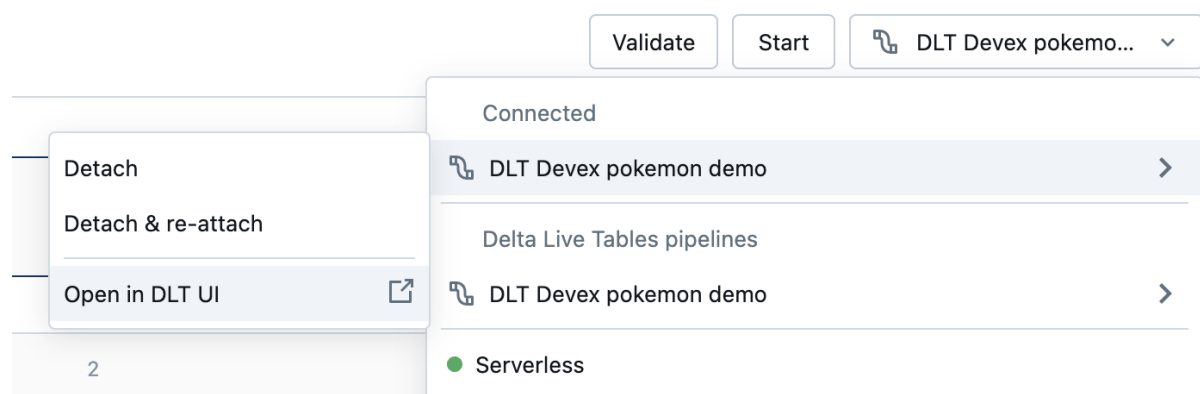 Validate
Start
DLT Devex pokemo...
Connected
DLT Devex pokemon demo
Delta Live Tables pipelines
DLT Devex pokemon demo
Serverless
Detach
Detach & re-attach
Open in DLT UI
2